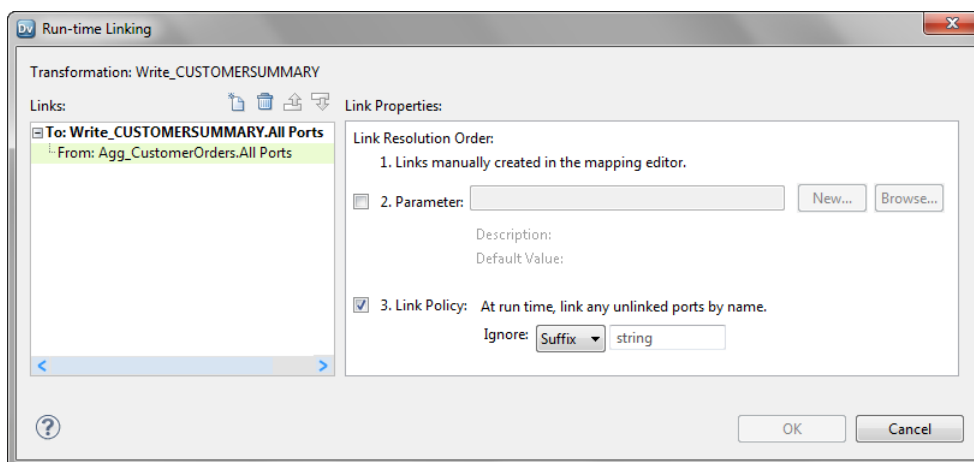 Dv Run-time Linking
Transformation: Write_CUSTOMERSUMMARY
Links:
To: Write_CUSTOMERSUMMARY.All Ports
From: Agg_CustomerOrders.All Ports
Link Properties:
Link Resolution Order:
1. Links manually created in the mapping editor.
2. Parameter: New... Browse...
Description:
Default Value:
3. Link Policy: At run time, link any unlinked ports by name.
Ignore: Suffix string
? OK Cancel